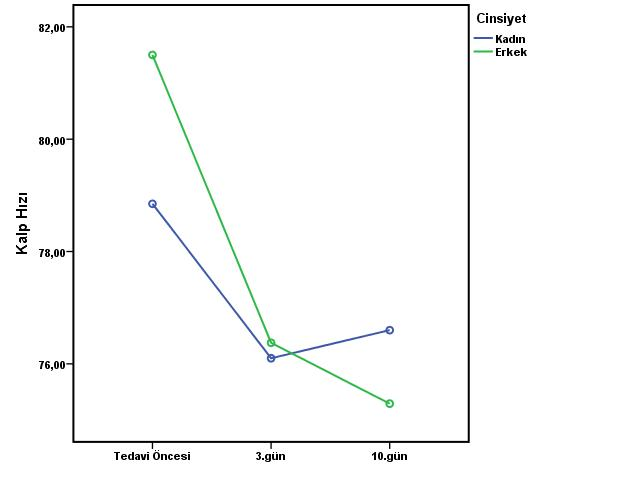 Cinsiyet
Kadın
Erkek
82,00
80,00
78,00
76,00
Kalp Hızı
Tedavi Öncesi
3.gün
10.gün